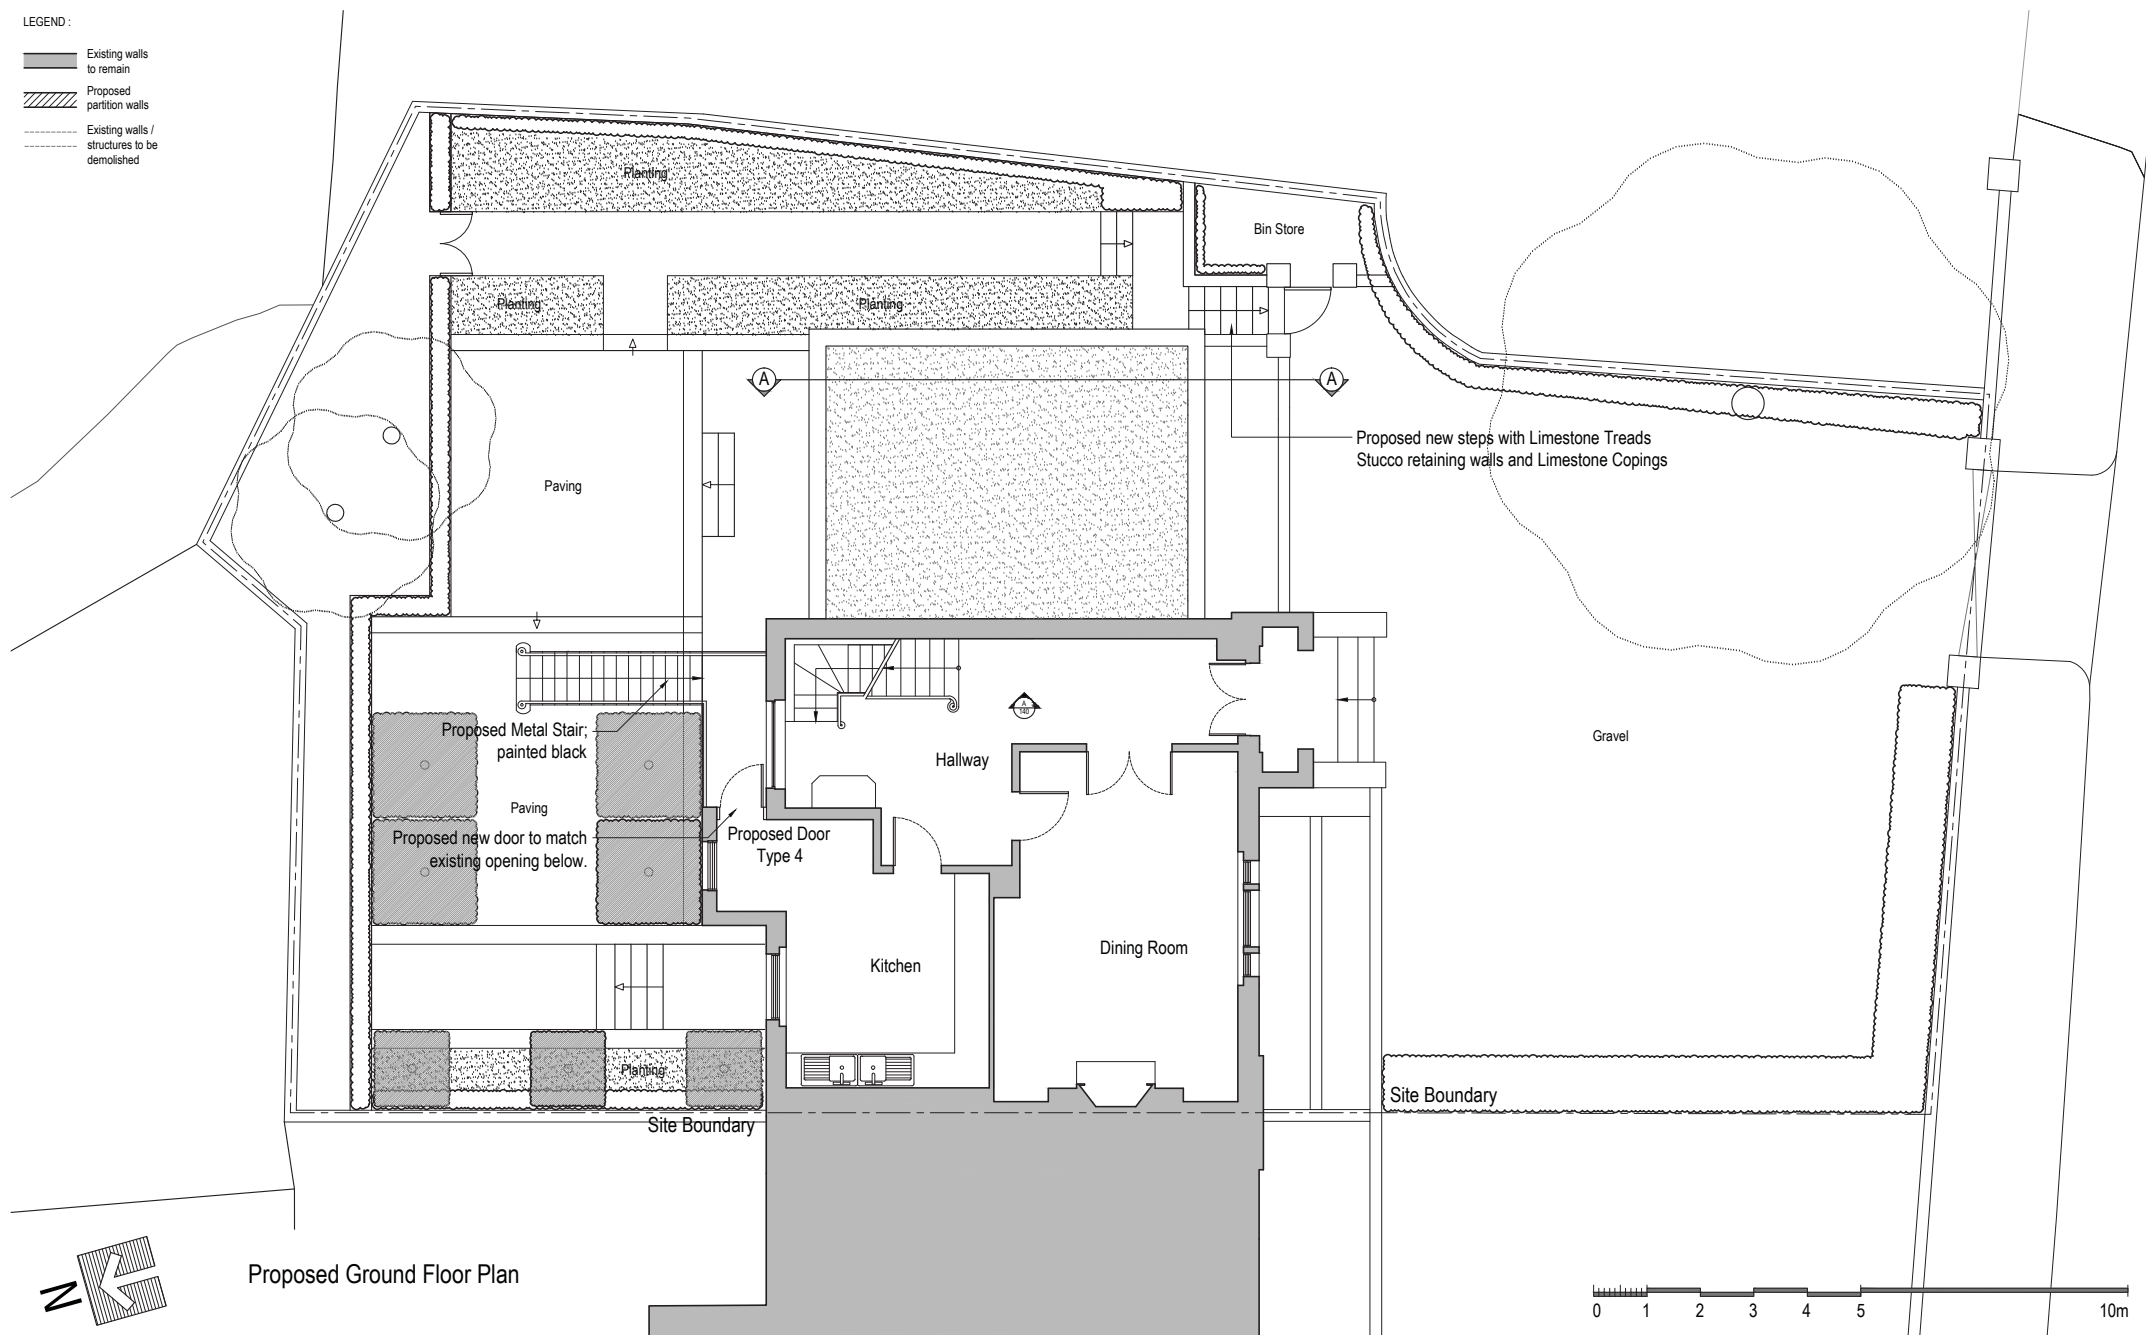 LEGEND :
Existing walls
to remain
Proposed
partition walls
Existing walls /
structures to be
demolished
Planting
Bin Store
Planting
Planting
A
A
Proposed new steps with Limestone Treads
Stucco retaining walls and Limestone Copings
Paving
Proposed Metal Stair;
painted black
A
140
Hallway
Gravel
Paving
Proposed new door to match
existing opening below.
Proposed Door
Type 4
Kitchen
Dining Room
Planting
Site Boundary
Site Boundary
N
Proposed Ground Floor Plan
0 1 2 3 4 5 10m